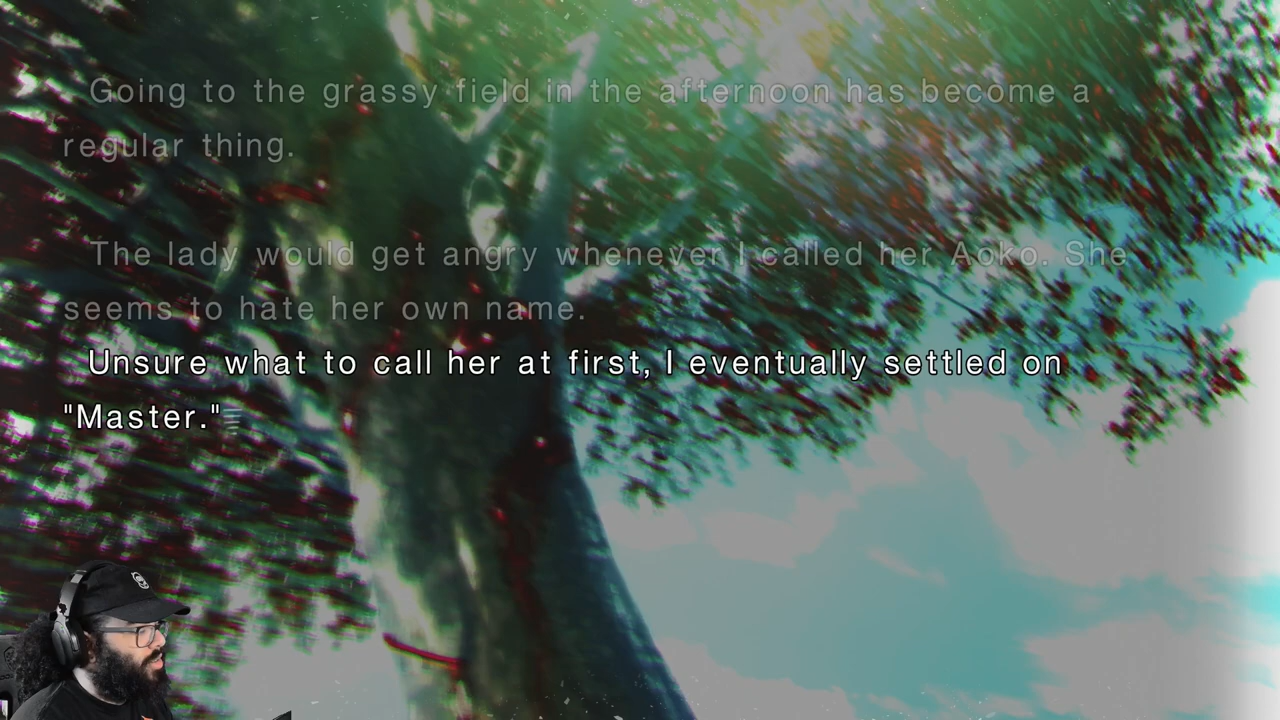 Going to the grassy field in the afternoon has become a
regular thing.
The lady would get angry whenever I called her Aoko. She
seems to hate her own name.
Unsure what to call her at first, I eventually settled on
"Master."